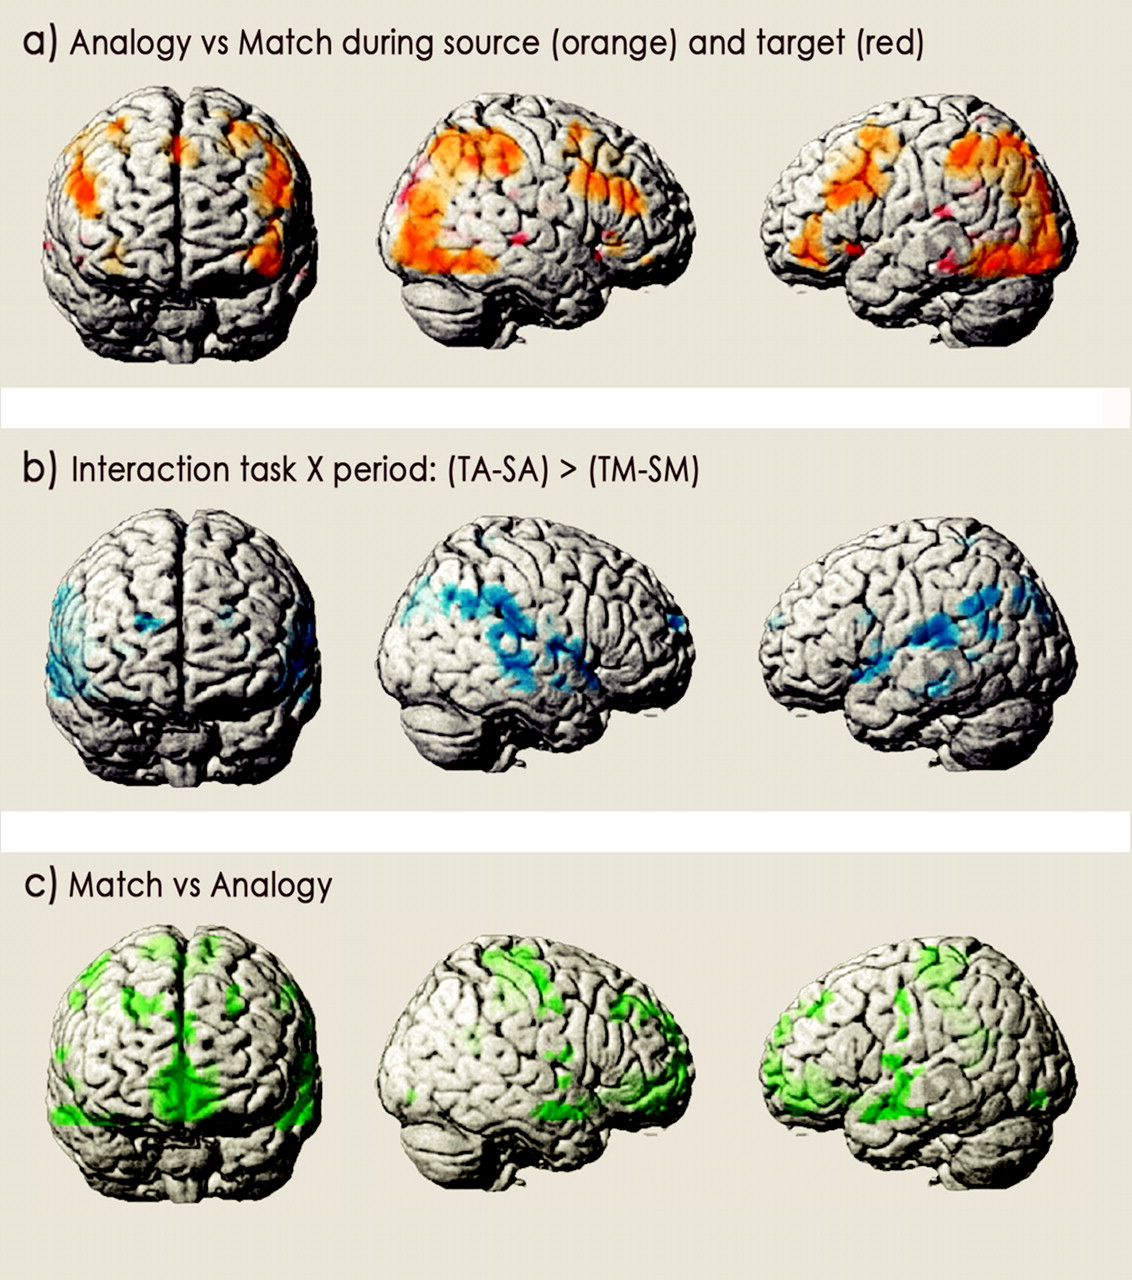 a) Analogy vs Match during source (orange) and target (red)
b) Interaction task X period: (TA-SA) > (TM-SM)
c) Match vs Analogy